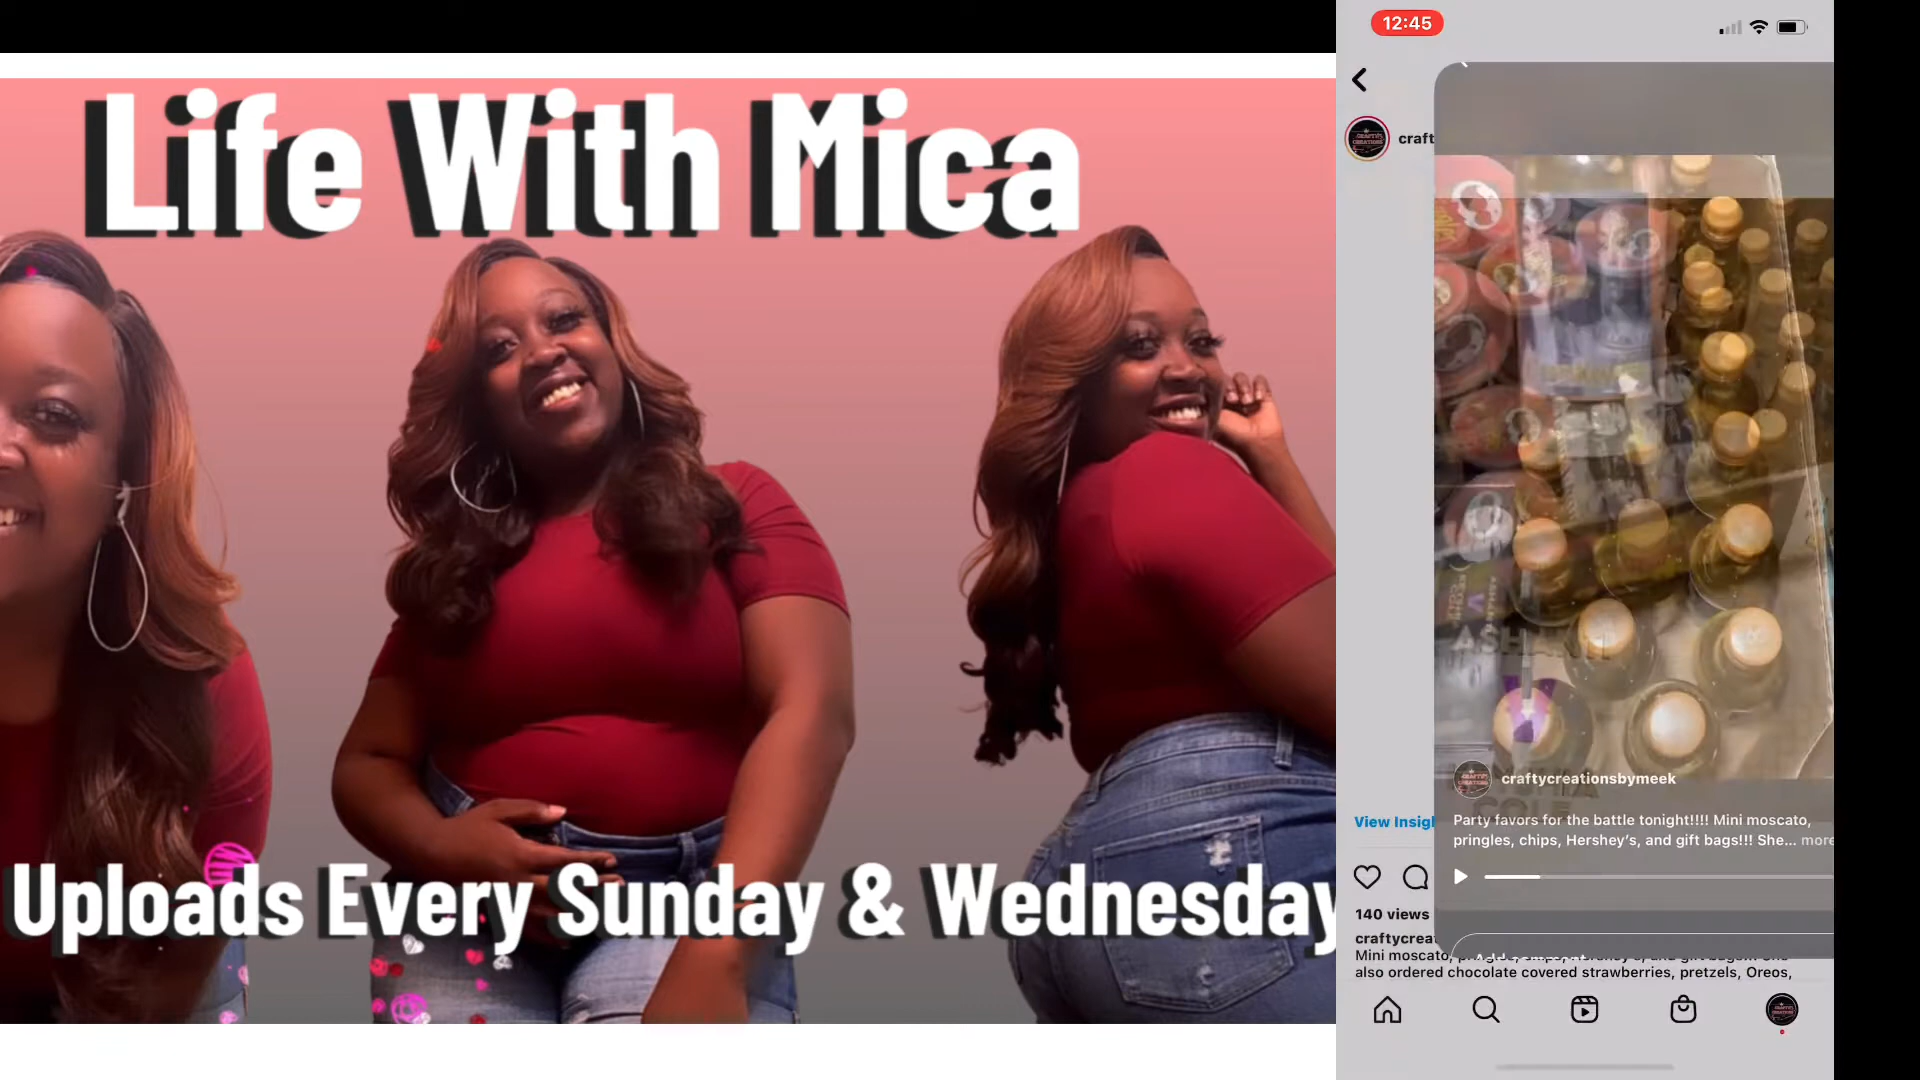 Life With Mica
Uploads Every Sunday & Wednesday
12:45
craft
ASHANTI
COLE
craftycreationsbymeek
Party favors for the battle tonight!!!! Mini moscato,
pringles, chips, Hershey's, and gift bags!!! She... more
View Insig
140 views
craftycrea
Mini moscato,
also ordered chocolate covered strawberries, pretzels, Oreos,